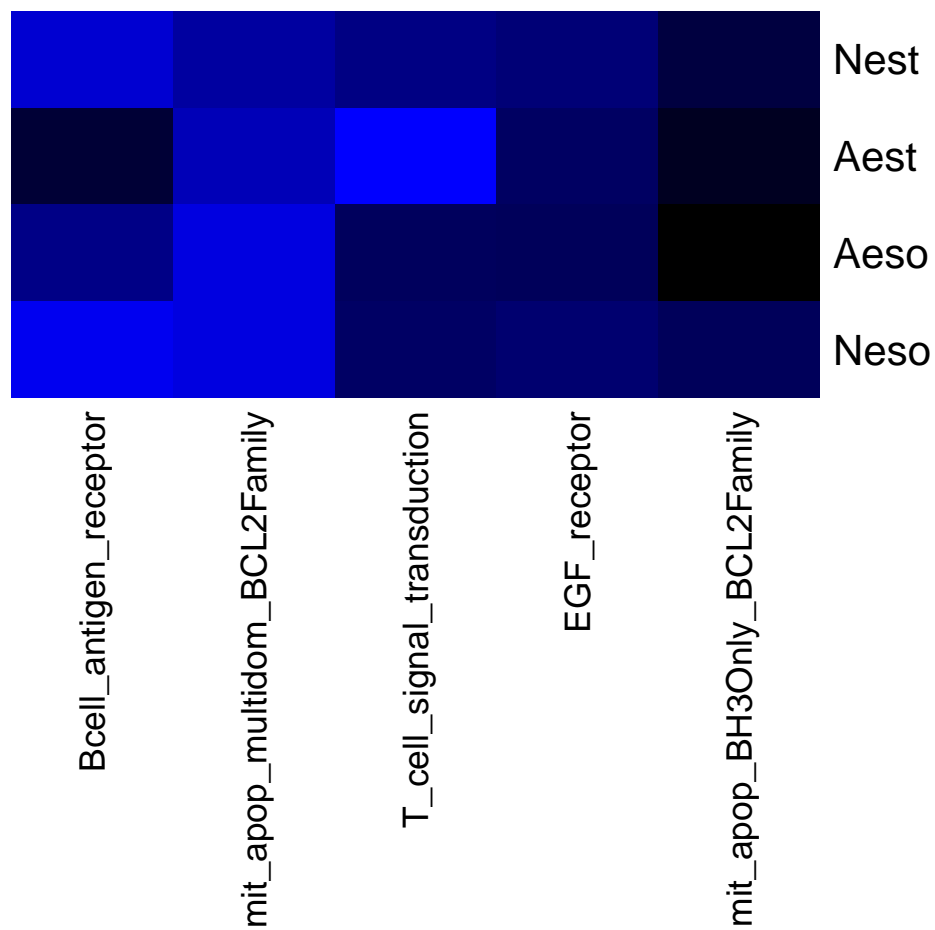 Nest
Aest
Aeso
Neso
Bcell_antigen_receptor
mit_apop_multidom_BCL2Family
T_cell_signal_transduction
EGF_receptor
mit_apop_BH3Only_BCL2Family